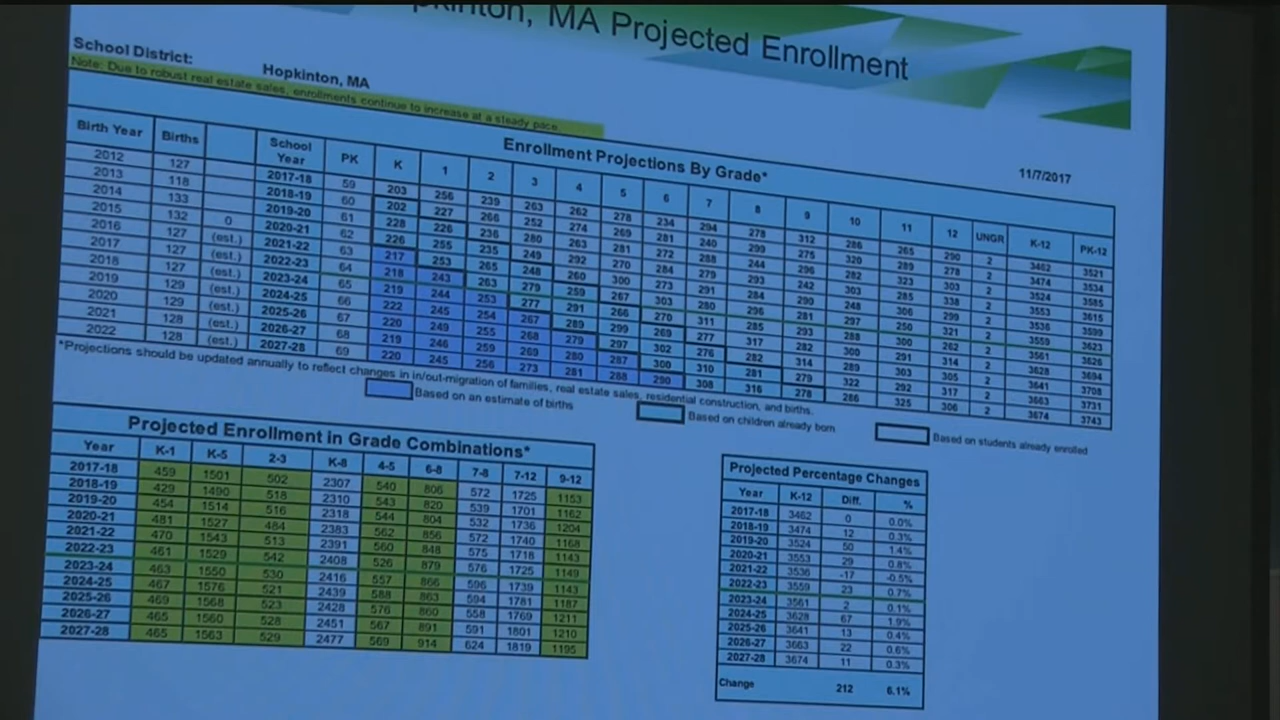 Hopkinton, MA Projected Enrollment
School District: Hopkinton, MA
Note: Due to robust real estate sales, enrollments continue to increase at a steady pace.
Enrollment Projections By Grade* 11/7/2017
Birth Year Births School Year PK K 1 2 3 4 5 6 7 8 9 10 11 12 UNGR K-12 PK-12
2012 127 2017-18 59 203 256 239 263 262 278 234 294 278 312 286 265 290 2 3462 3521
2013 118 2018-19 60 202 227 266 252 274 269 281 240 299 275 320 289 278 2 3474 3534
2014 133 2019-20 61 228 226 236 280 263 281 272 288 244 296 282 323 303 2 3524 3585
2015 132 0 2020-21 62 226 255 235 249 292 270 284 279 293 242 303 285 338 2 3553 3615
2016 127 (est.) 2021-22 63 217 253 265 248 260 300 273 291 284 290 248 306 299 2 3536 3599
2017 127 (est.) 2022-23 64 218 243 263 279 259 267 303 280 296 281 297 250 321 2 3559 3623
2018 127 (est.) 2023-24 65 219 244 253 277 291 266 270 311 285 293 288 300 262 2 3561 3626
2019 129 (est.) 2024-25 66 222 245 254 267 289 299 269 277 317 282 300 291 314 2 3628 3694
2020 129 (est.) 2025-26 67 220 249 255 268 279 297 302 276 282 314 289 303 305 2 3641 3708
2021 128 (est.) 2026-27 68 219 246 259 269 280 287 300 310 281 279 322 292 317 2 3663 3731
2022 128 (est.) 2027-28 69 220 245 256 273 281 288 290 308 316 278 286 325 306 2 3674 3743
*Projections should be updated annually to reflect changes in in/out-migration of families, real estate sales, residential construction, and births.
Based on an estimate of births Based on children already born Based on students already enrolled
Projected Enrollment in Grade Combinations*
Year K-1 K-5 2-3 K-8 4-5 6-8 7-8 7-12 9-12
2017-18 459 1501 502 2307 540 806 572 1725 1153
2018-19 429 1490 518 2310 543 820 539 1701 1162
2019-20 454 1514 516 2318 544 804 532 1736 1204
2020-21 481 1527 484 2383 562 856 572 1740 1168
2021-22 470 1543 513 2391 560 848 575 1718 1143
2022-23 461 1529 542 2408 526 879 576 1725 1149
2023-24 463 1550 530 2416 557 866 596 1739 1143
2024-25 467 1576 521 2439 588 863 594 1781 1187
2025-26 469 1568 523 2428 576 860 558 1769 1211
2026-27 465 1560 528 2451 567 891 591 1801 1210
2027-28 465 1563 529 2477 569 914 624 1819 1195
Projected Percentage Changes
Year K-12 Diff. %
2017-18 3462 0 0.0%
2018-19 3474 12 0.3%
2019-20 3524 50 1.4%
2020-21 3553 29 0.8%
2021-22 3536 -17 -0.5%
2022-23 3559 23 0.7%
2023-24 3561 2 0.1%
2024-25 3628 67 1.9%
2025-26 3641 13 0.4%
2026-27 3663 22 0.6%
2027-28 3674 11 0.3%
Change 212 6.1%